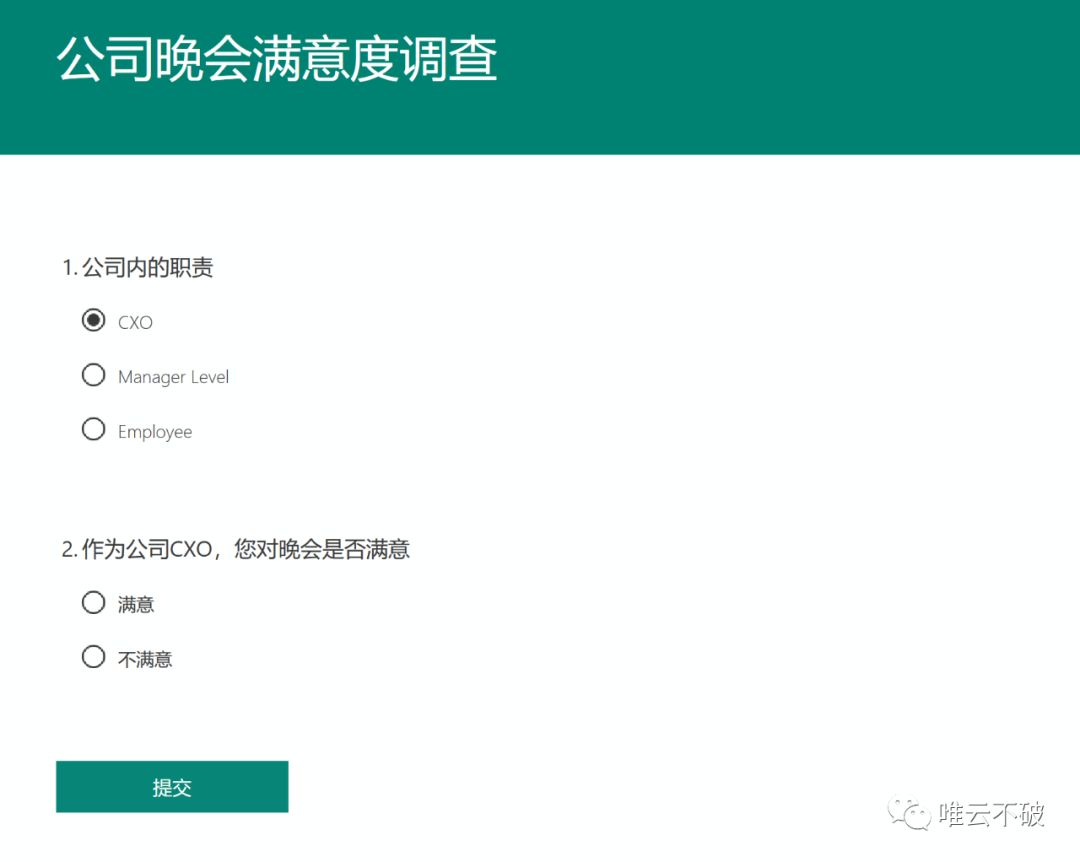 公司晚会满意度调查
1. 公司内的职责
CXO
Manager Level
Employee
2. 作为公司CXO，您对晚会是否满意
满意
不满意
提交
唯云不破